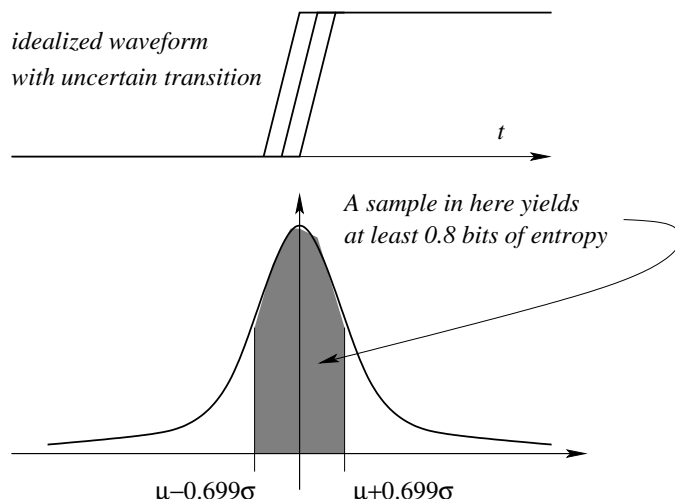 idealized waveform
with uncertain transition
t
A sample in here yields
at least 0.8 bits of entropy
μ−0.699σ
μ+0.699σ